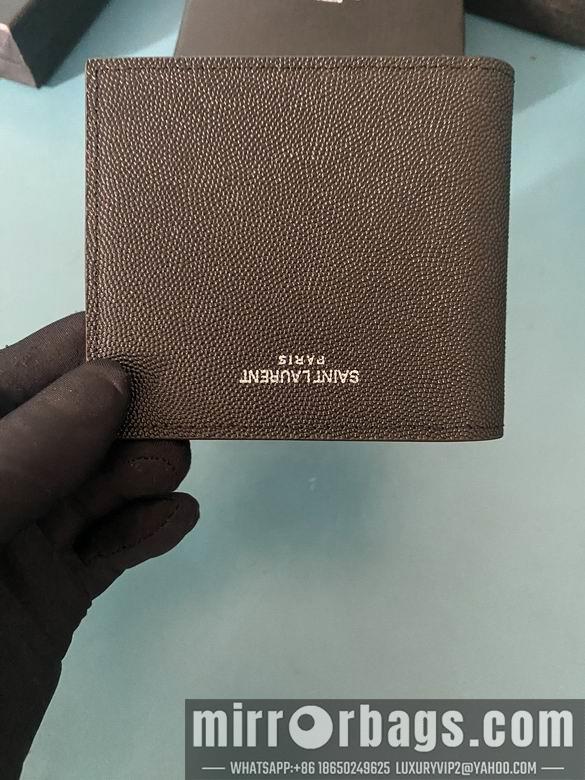 SAINT LAURENT
PARIS
mirrorbags.com
WHATSAPP:+86 18650249625 LUXURYVIP2@YAHOO.COM